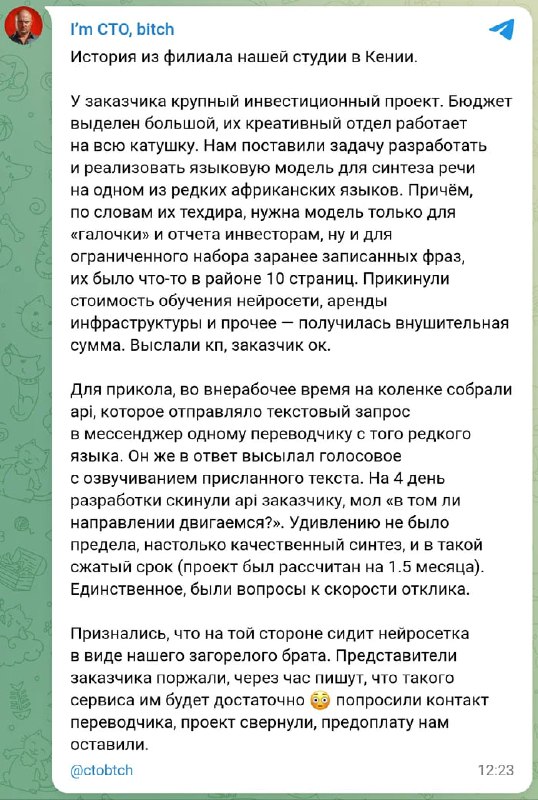 I’m CTO, bitch
История из филиала нашей студии в Кении.
У заказчика крупный инвестиционный проект. Бюджет
выделен большой, их креативный отдел работает
на всю катушку. Нам поставили задачу разработать
и реализовать языковую модель для синтеза речи
на одном из редких африканских языков. Причём,
по словам их техдира, нужна модель только для
«галочки» и отчета инвесторам, ну и для
ограниченного набора заранее записанных фраз,
их было что-то в районе 10 страниц. Прикинули
стоимость обучения нейросети, аренды
инфраструктуры и прочее — получилась внушительная
сумма. Выслали кп, заказчик ок.
Для прикола, во внерабочее время на коленке собрали
api, которое отправляло текстовый запрос
в мессенджер одному переводчику с того редкого
языка. Он же в ответ высылал голосовое
с озвучиванием присланного текста. На 4 день
разработки скинули api заказчику, мол «в том ли
направлении двигаемся?». Удивлению не было
предела, настолько качественный синтез, и в такой
сжатый срок (проект был рассчитан на 1.5 месяца).
Единственное, были вопросы к скорости отклика.
Признались, что на той стороне сидит нейросетка
в виде нашего загорелого брата. Представители
заказчика поржали, через час пишут, что такого
сервиса им будет достаточно 😳 попросили контакт
переводчика, проект свернули, предоплату нам
оставили.
@ctobtch 12:23